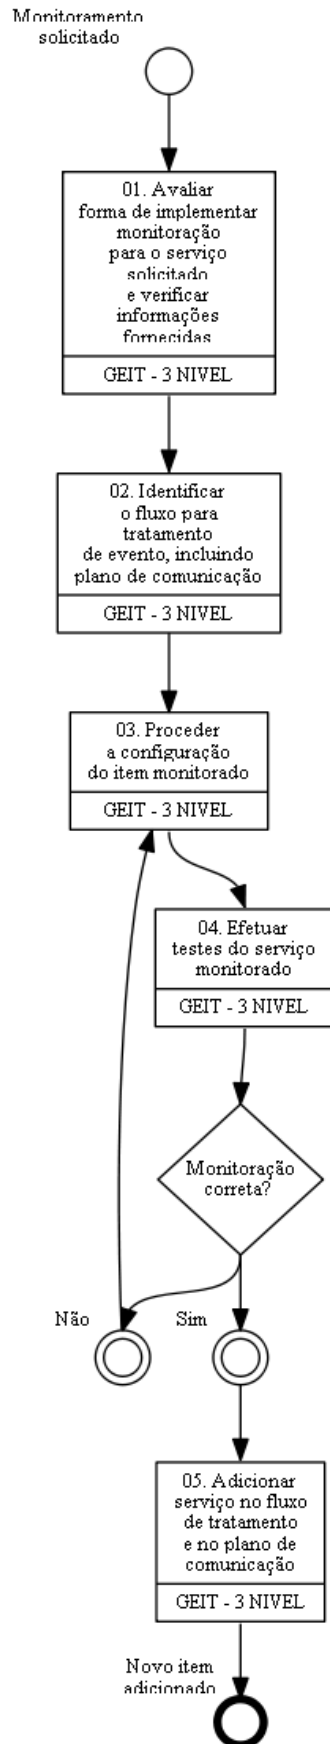 Monitoramento
solicitado
01. Avaliar
forma de implementar
monitoração
para o serviço
solicitado
e verificar
informações
fornecidas
GEIT - 3 NIVEL
02. Identificar
o fluxo para
tratamento
de evento, incluindo
plano de comunicação
GEIT - 3 NIVEL
03. Proceder
a configuração
do item monitorado
GEIT - 3 NIVEL
04. Efetuar
testes do serviço
monitorado
GEIT - 3 NIVEL
Monitoração
correta?
Não
Sim
05. Adicionar
serviço no fluxo
de tratamento
e no plano de
comunicação
GEIT - 3 NIVEL
Novo item
adicionado